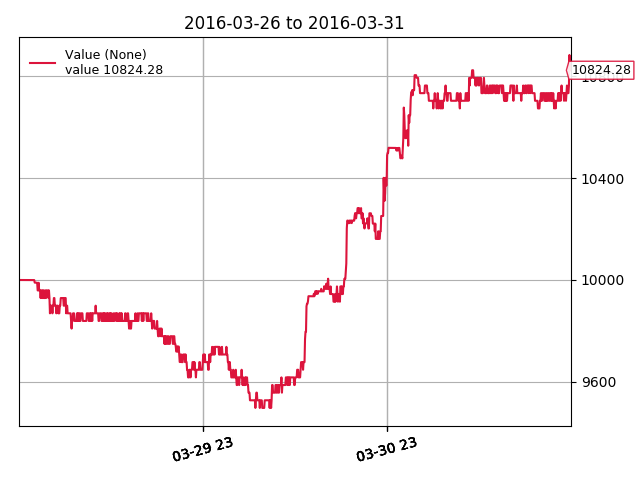 2016-03-26 to 2016-03-31
Value (None)
value 10824.28
10824.28
10400
10000
9600
03-29 23
03-30 23